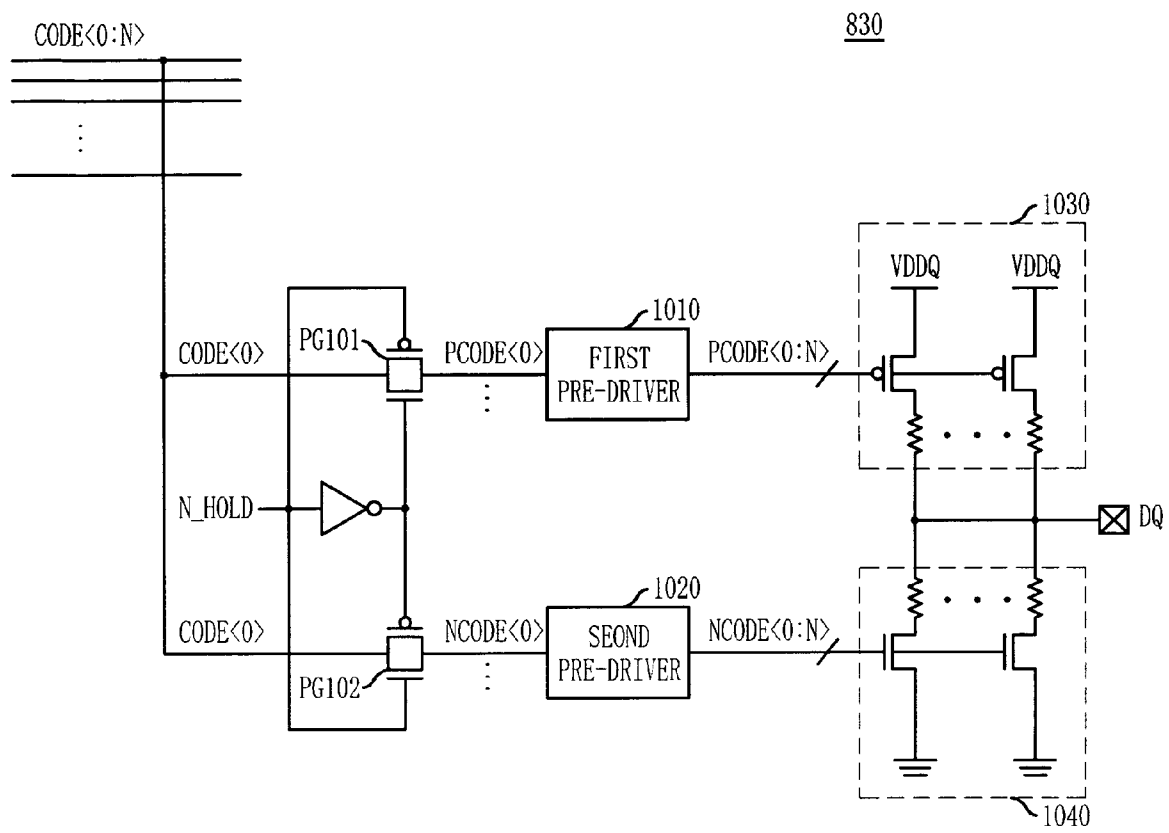 CODE<0:N>
830
1030
VDDQ
VDDQ
PG101
1010
CODE<0>
PCODE<0>
FIRST
PRE-DRIVER
PCODE<0:N>
N_HOLD
DQ
1020
CODE<0>
NCODE<0>
SEOND
PRE-DRIVER
NCODE<0:N>
PG102
1040